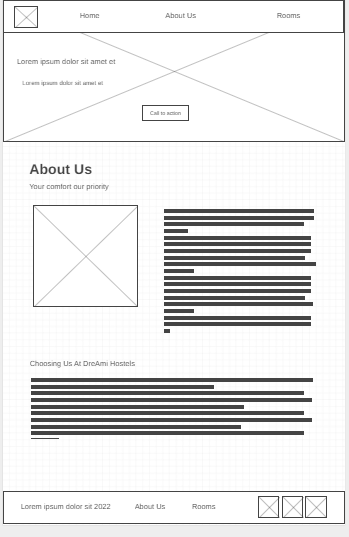 Home About Us Rooms
Lorem ipsum dolor sit amet et
Lorem ipsum dolor sit amet et
Call to action
About Us
Your comfort our priority
Choosing Us At DreAmi Hostels
Lorem ipsum dolor sit 2022 About Us Rooms